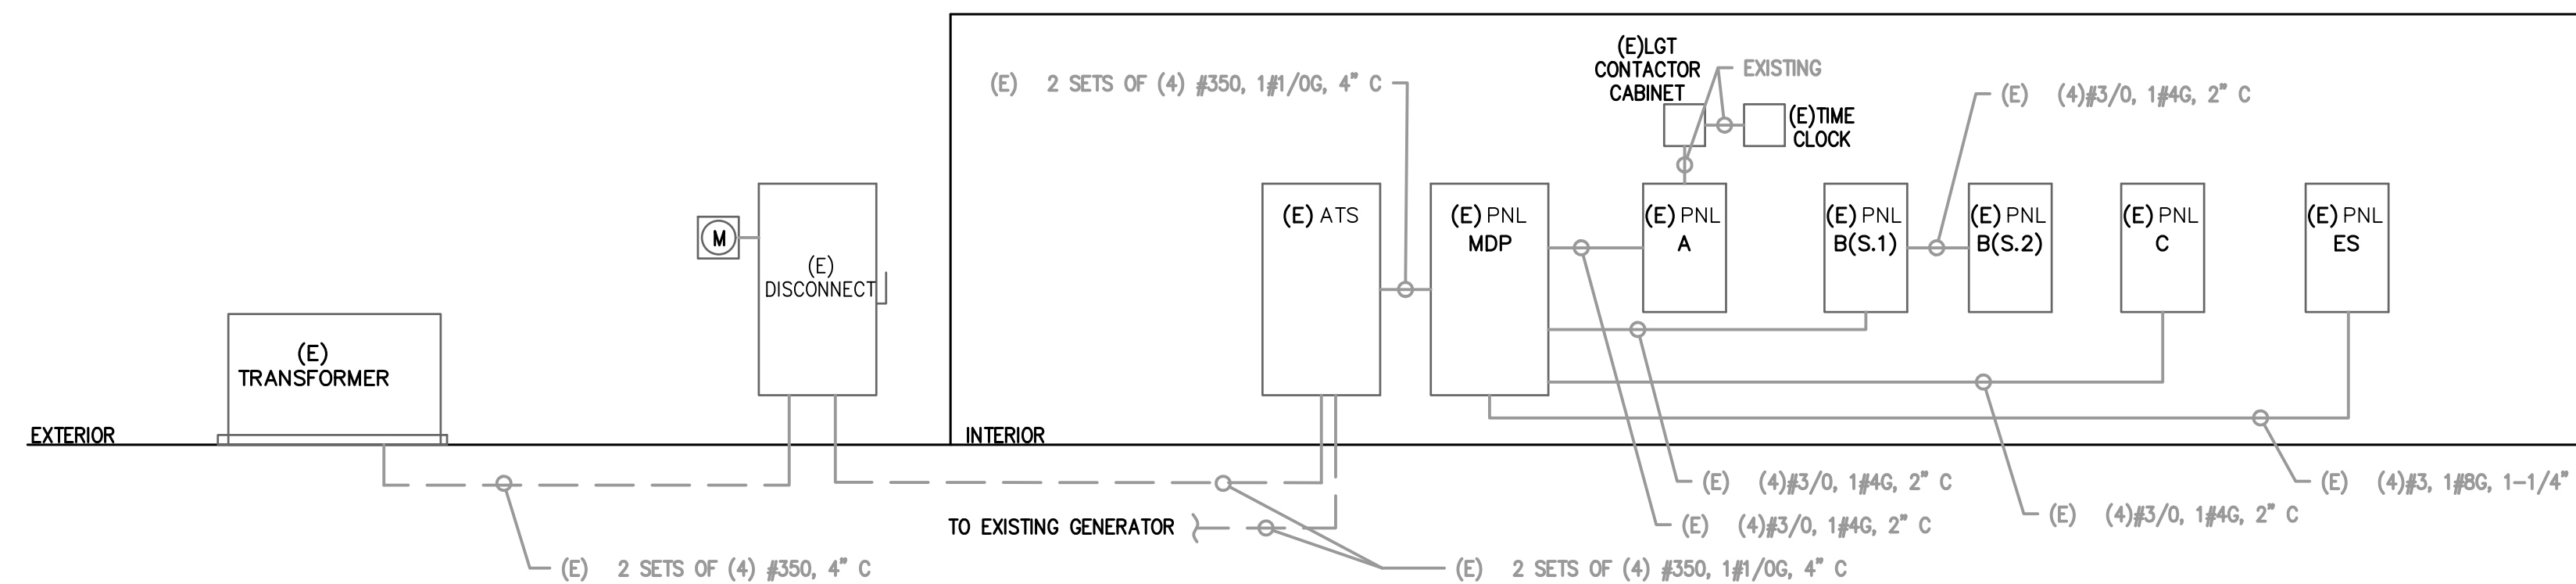 (E)LGT
CONTACTOR
CABINET
EXISTING
(E) 2 SETS OF (4) #350, 1#1/0G, 4" C
(E) (4)#3/0, 1#4G, 2" C
(E)TIME
CLOCK
M
(E)
DISCONNECT
(E) ATS
(E) PNL
MDP
(E) PNL
A
(E) PNL
B(S.1)
(E) PNL
B(S.2)
(E) PNL
C
(E) PNL
ES
(E)
TRANSFORMER
EXTERIOR
INTERIOR
(E) (4)#3/0, 1#4G, 2" C
(E) (4)#3, 1#8G, 1-1/4"
(E) (4)#3/0, 1#4G, 2" C
(E) (4)#3/0, 1#4G, 2" C
TO EXISTING GENERATOR
(E) 2 SETS OF (4) #350, 4" C
(E) 2 SETS OF (4) #350, 1#1/0G, 4" C